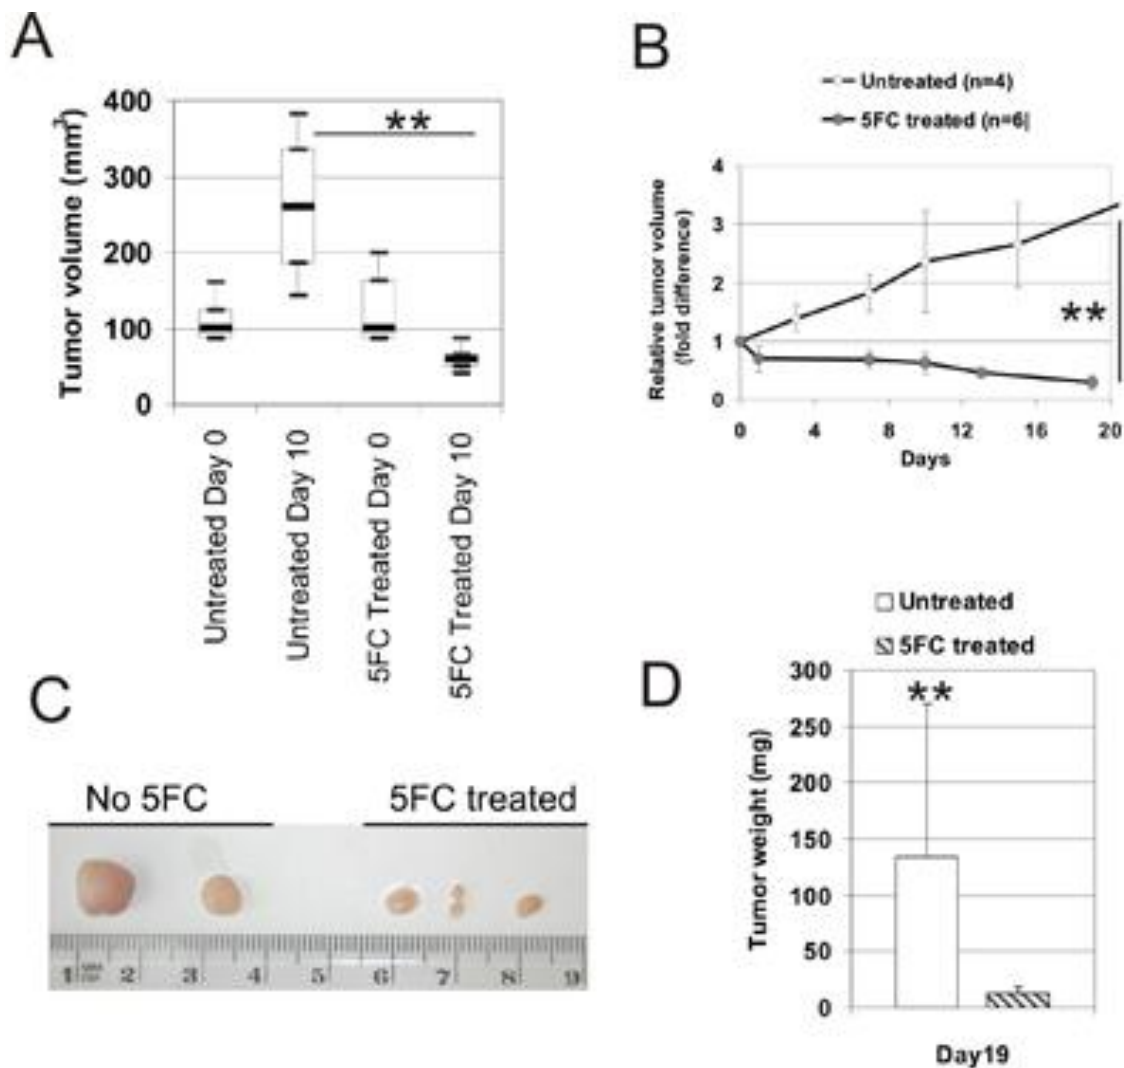 A
Tumor volume (mm³)
400
300
200
100
0
**
Untreated Day 0
Untreated Day 10
5FC Treated Day 0
5FC Treated Day 10
B
Untreated (n=4)
5FC treated (n=6|
Relative tumor volume
(fold difference)
4
3
2
1
0
**
0 4 8 12 16 20
Days
C
No 5FC 5FC treated
1 2 3 4 5 6 7 8 9
D
Untreated
5FC treated
Tumor weight (mg)
300
250
200
150
100
50
0
**
Day19